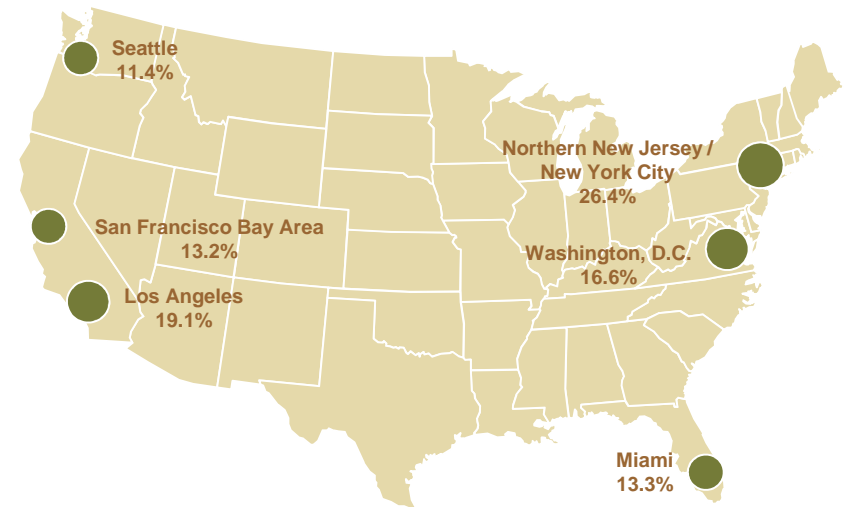 Seattle
11.4%
Northern New Jersey /
New York City
26.4%
San Francisco Bay Area
13.2%
Washington, D.C.
16.6%
Los Angeles
19.1%
Miami
13.3%